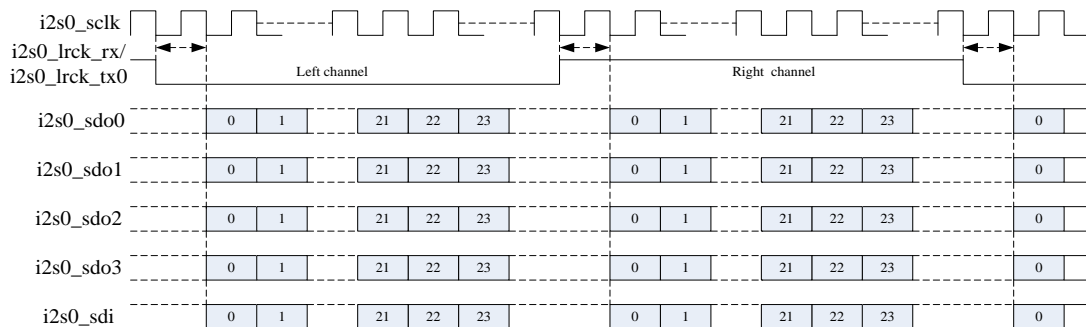 i2s0_sclk
i2s0_lrck_rx/
i2s0_lrck_tx0 Left channel Right channel
i2s0_sdo0 0 1 21 22 23 0 1 21 22 23 0
i2s0_sdo1 0 1 21 22 23 0 1 21 22 23 0
i2s0_sdo2 0 1 21 22 23 0 1 21 22 23 0
i2s0_sdo3 0 1 21 22 23 0 1 21 22 23 0
i2s0_sdi 0 1 21 22 23 0 1 21 22 23 0